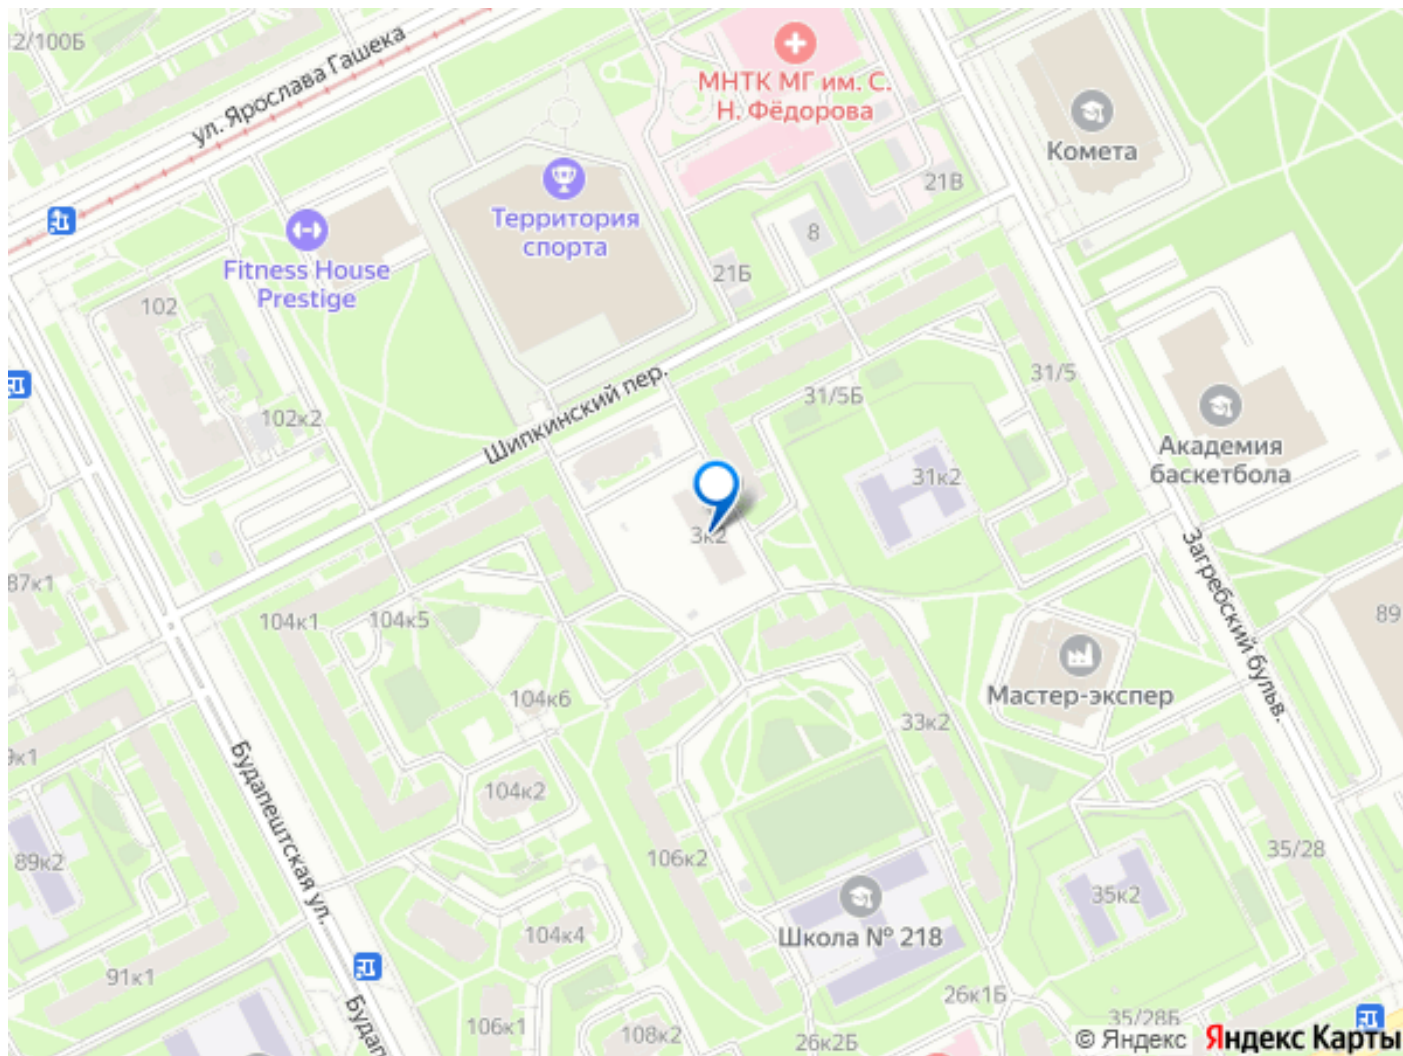 2/100Б
ул. Ярослава Гашека
МНТК МГ им. С.
Н. Фёдорова
Комета
21В
Территория
спорта
8
Fitness House
Prestige
21Б
102
31/5
31/5Б
102к2
Шипкинский пер.
Академия
баскетбола
31к2
3к2
Загребский бульв.
87к1
104к1
104к5
89
Мастер-экспер
104к6
33к2
9к1
Будапештская ул.
104к2
106к2
35/28
89к2
35к2
104к4
Школа № 218
91к1
26к1Б
Будап
106к1
108к2
26к2Б
35/28Б
© Яндекс Яндекс Карты